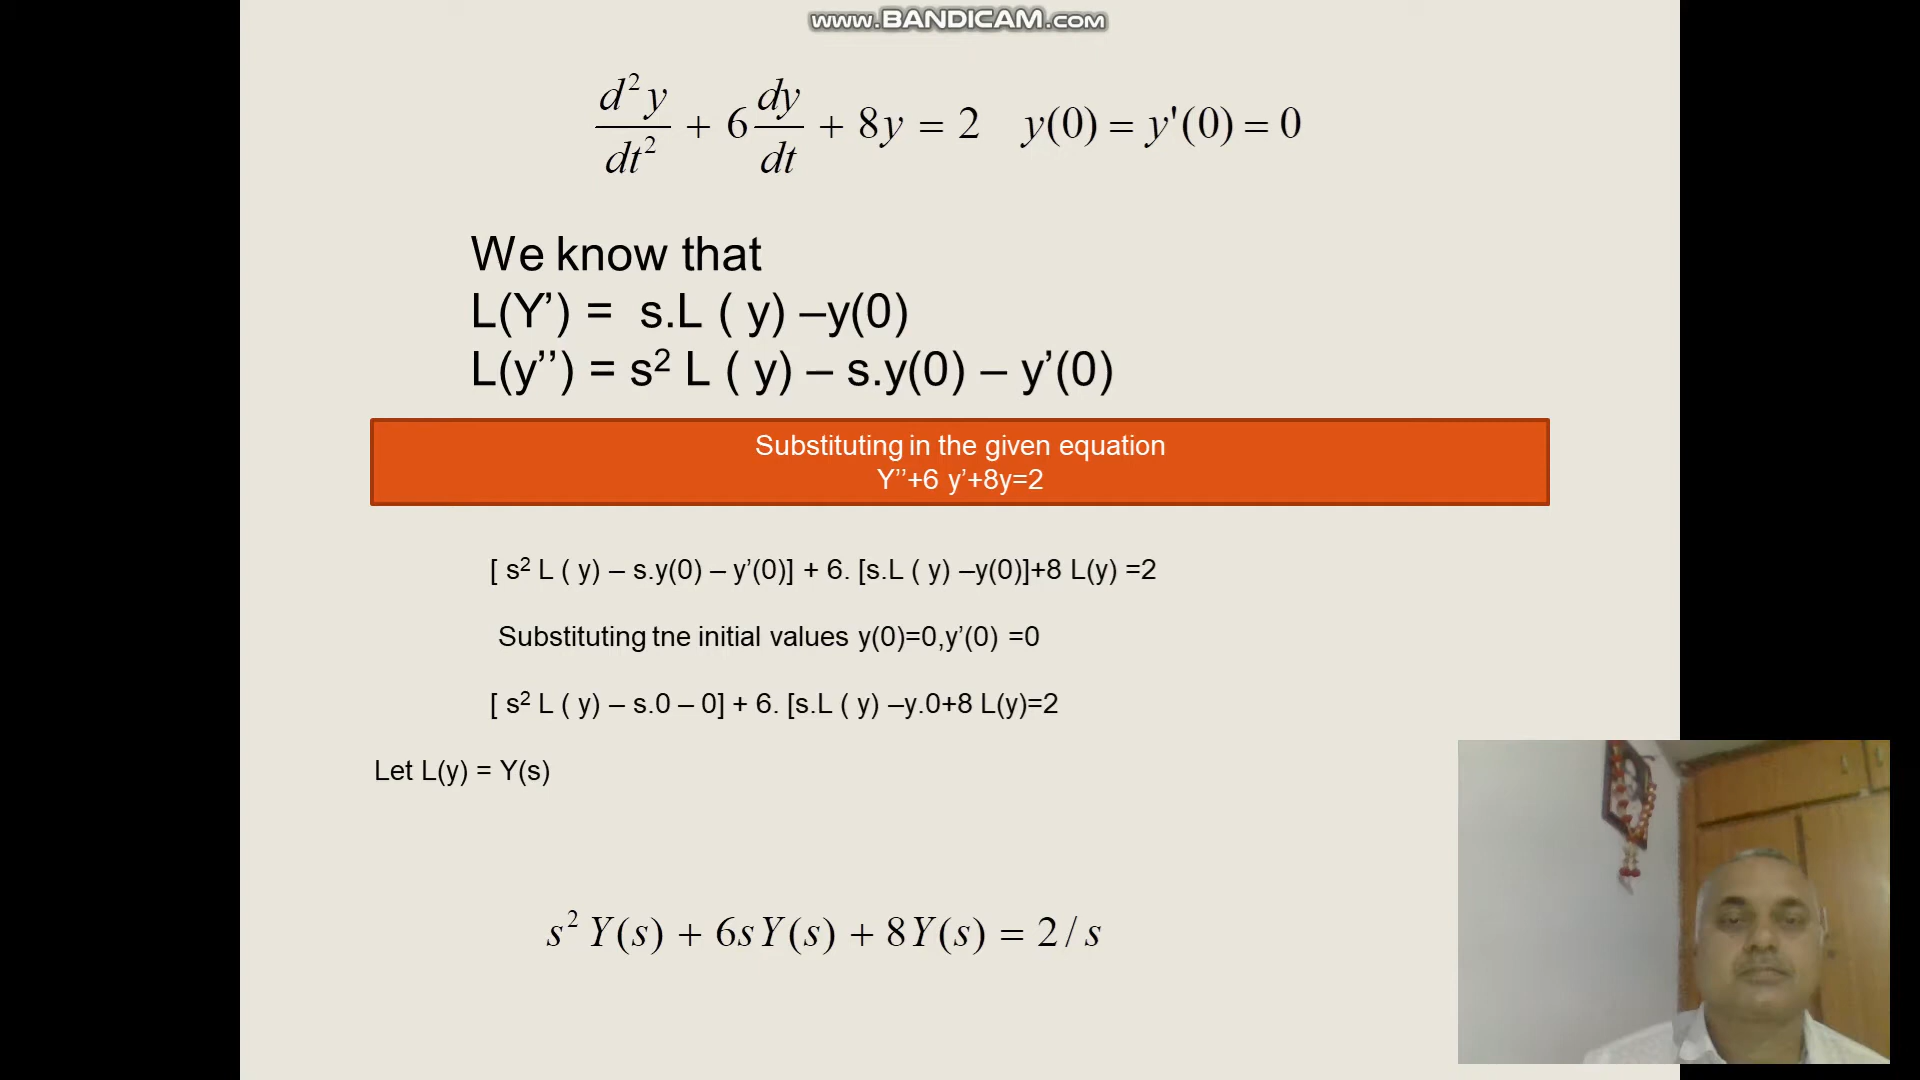 www.BANDICAM.com
d²y/dt² + 6 dy/dt + 8y = 2 y(0) = y'(0) = 0
We know that
L(Y’) = s.L ( y) –y(0)
L(y’’) = s² L ( y) – s.y(0) – y’(0)
Substituting in the given equation
Y’’+6 y’+8y=2
[ s² L ( y) – s.y(0) – y’(0)] + 6. [s.L ( y) –y(0)]+8 L(y) =2
Substituting tne initial values y(0)=0,y’(0) =0
[ s² L ( y) – s.0 – 0] + 6. [s.L ( y) –y.0+8 L(y)=2
Let L(y) = Y(s)
s² Y(s) + 6sY(s) + 8Y(s) = 2 / s